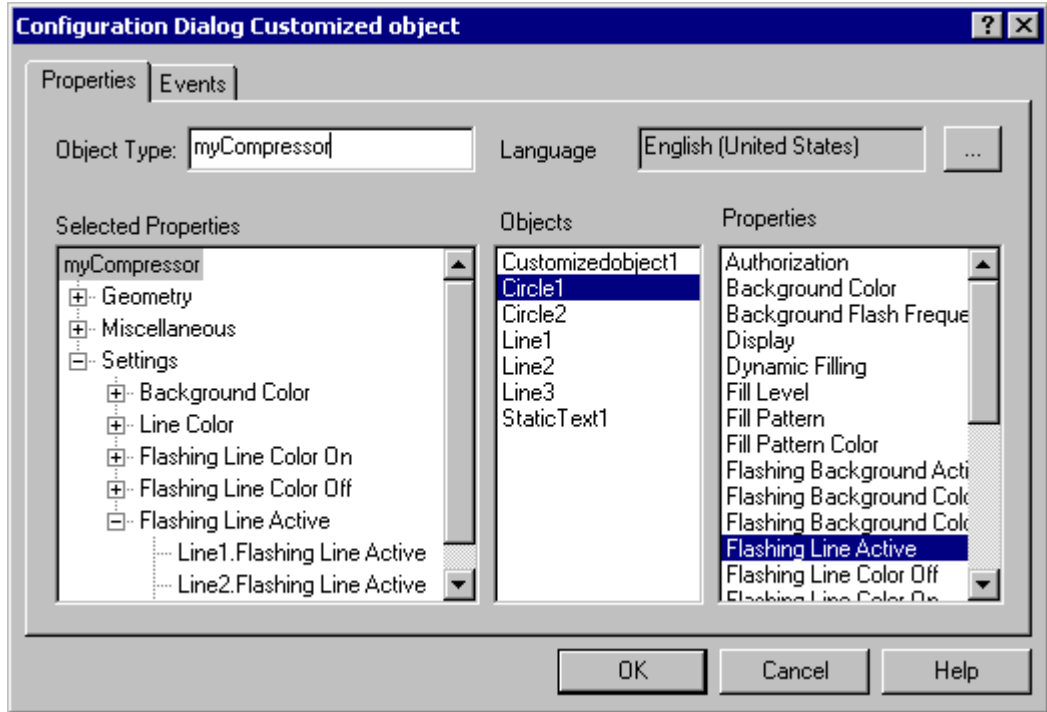 Configuration Dialog Customized object
Properties
Events
Object Type:
myCompressor
Language
English (United States)
...
Selected Properties
myCompressor
Geometry
Miscellaneous
Settings
Background Color
Line Color
Flashing Line Color On
Flashing Line Color Off
Flashing Line Active
Line1.Flashing Line Active
Line2.Flashing Line Active
Objects
Customizedobject1
Circle1
Circle2
Line1
Line2
Line3
StaticText1
Properties
Authorization
Background Color
Background Flash Freque
Display
Dynamic Filling
Fill Level
Fill Pattern
Fill Pattern Color
Flashing Background Acti
Flashing Background Colo
Flashing Background Colo
Flashing Line Active
Flashing Line Color Off
Flashing Line Color On
OK
Cancel
Help